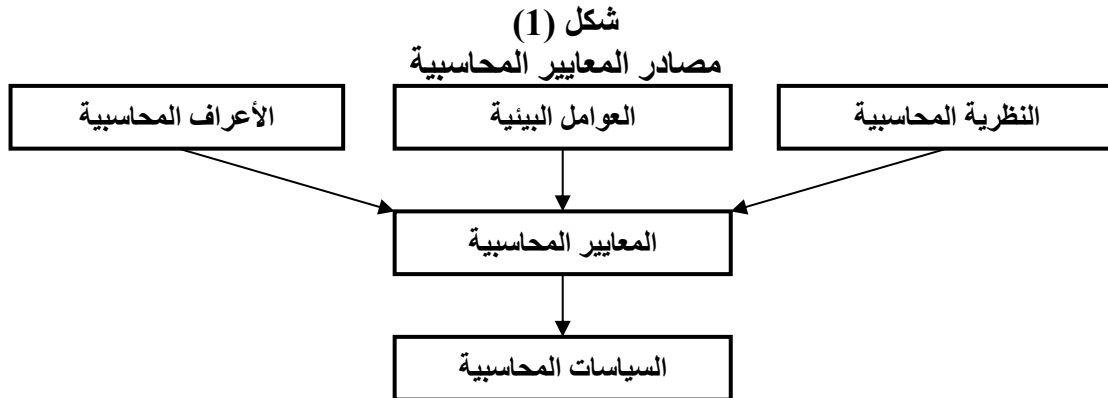 شكل (1)
مصادر المعايير المحاسبية
النظرية المحاسبية
العوامل البيئية
الأعراف المحاسبية
المعايير المحاسبية
السياسات المحاسبية